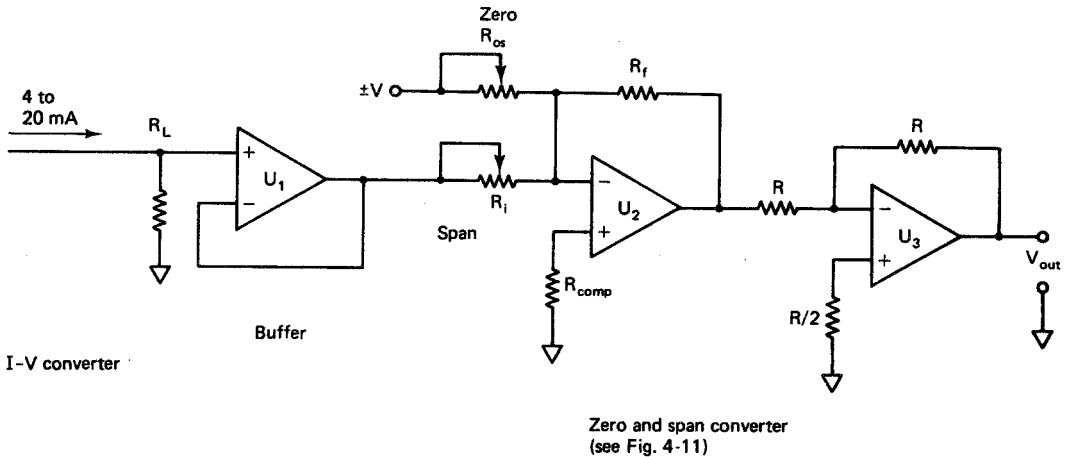 Zero
R_os
±V
R_f
4 to
20 mA
R_L
+
U_1
−
R_i
Span
−
U_2
+
R_comp
R
R
−
U_3
+
R/2
V_out
Buffer
I-V converter
Zero and span converter
(see Fig. 4-11)